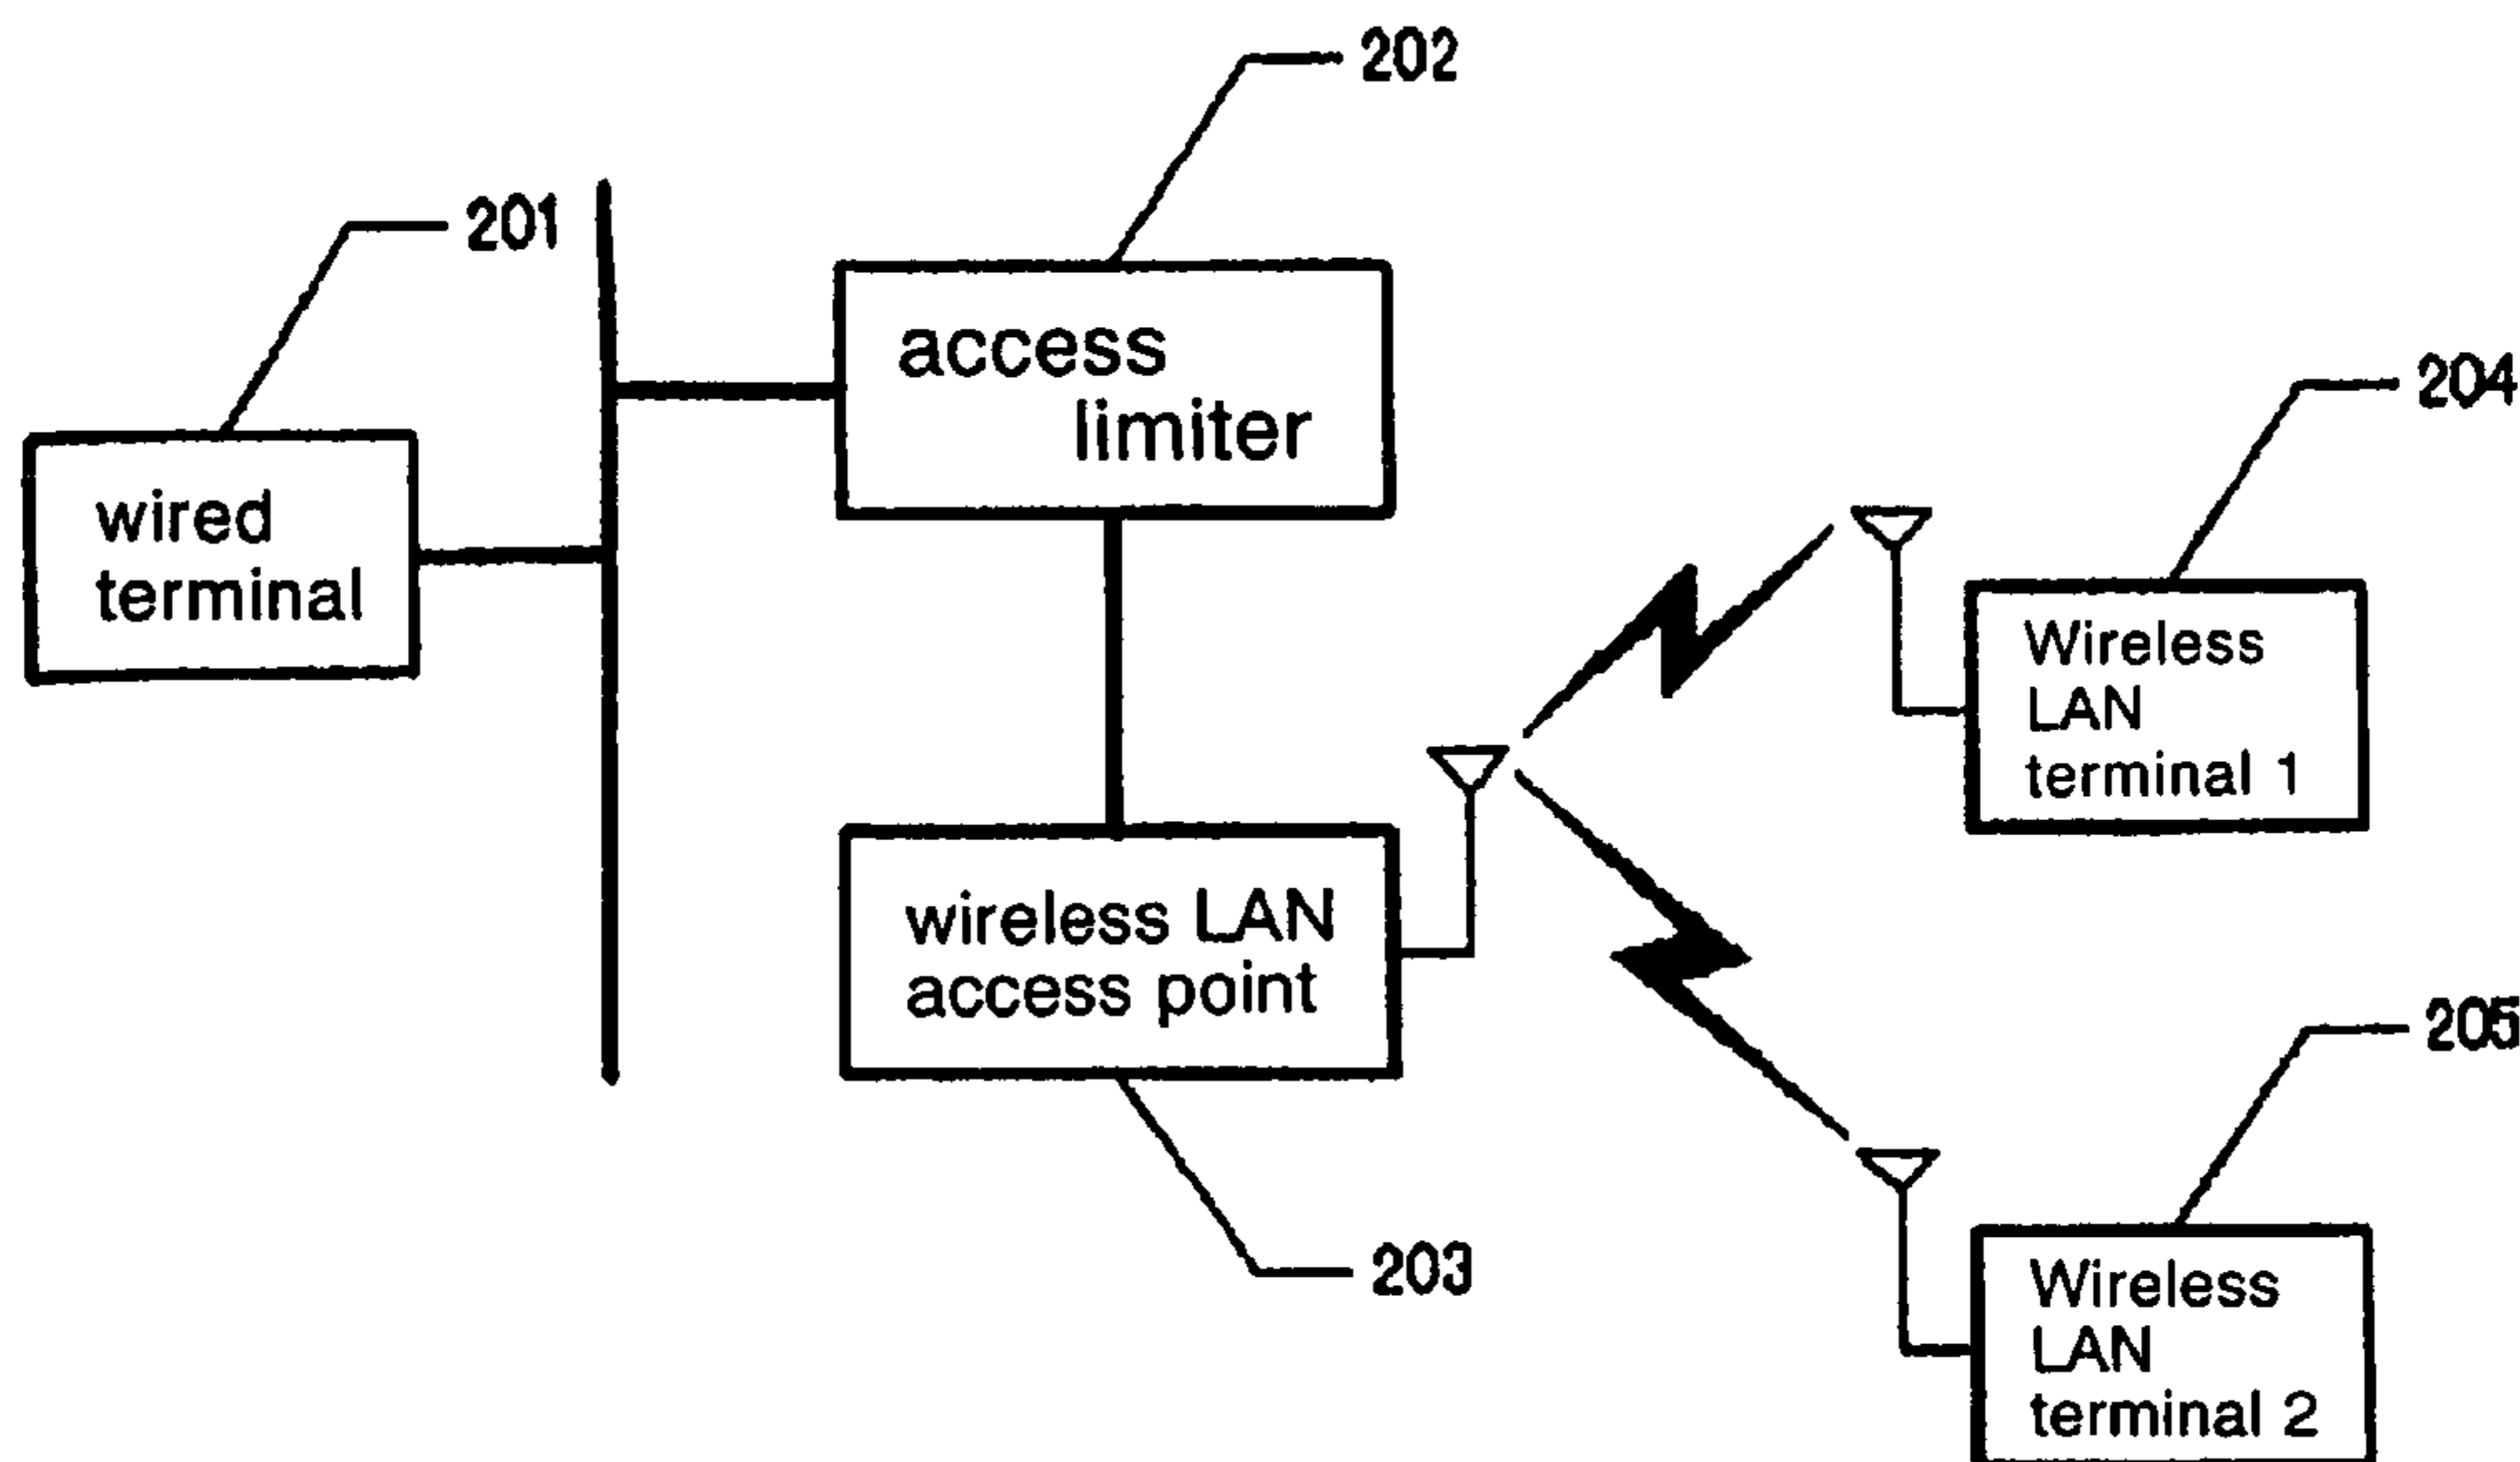 202
201
access
limiter
204
wired
terminal
Wireless
LAN
terminal 1
wireless LAN
access point
205
203
Wireless
LAN
terminal 2